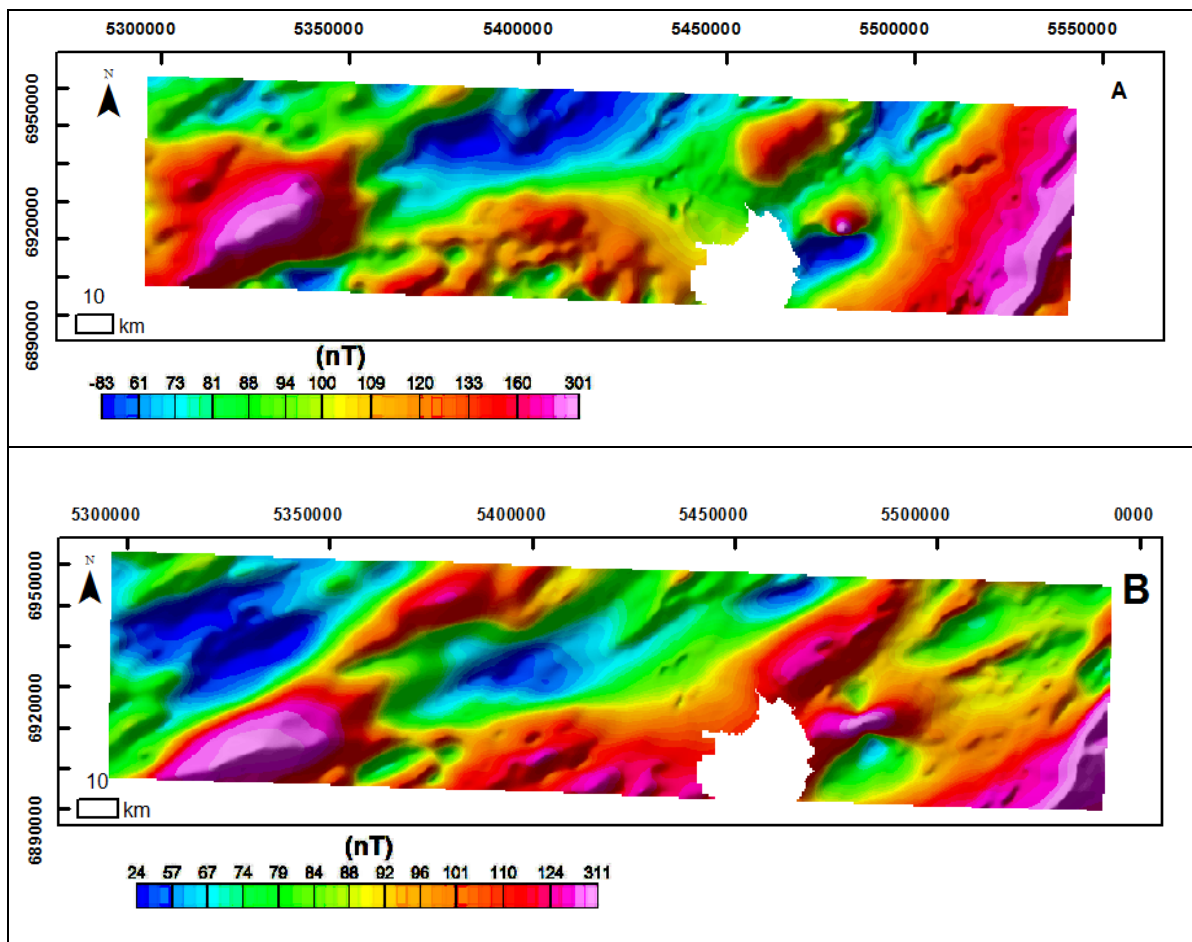 5300000 5350000 5400000 5450000 5500000 5550000
N
A
6950000
6920000
6890000
10
km
(nT)
-83 61 73 81 88 94 100 109 120 133 160 301
5300000 5350000 5400000 5450000 5500000 0000
N
B
6950000
6920000
6890000
10
km
(nT)
24 57 67 74 79 84 88 92 96 101 110 124 311